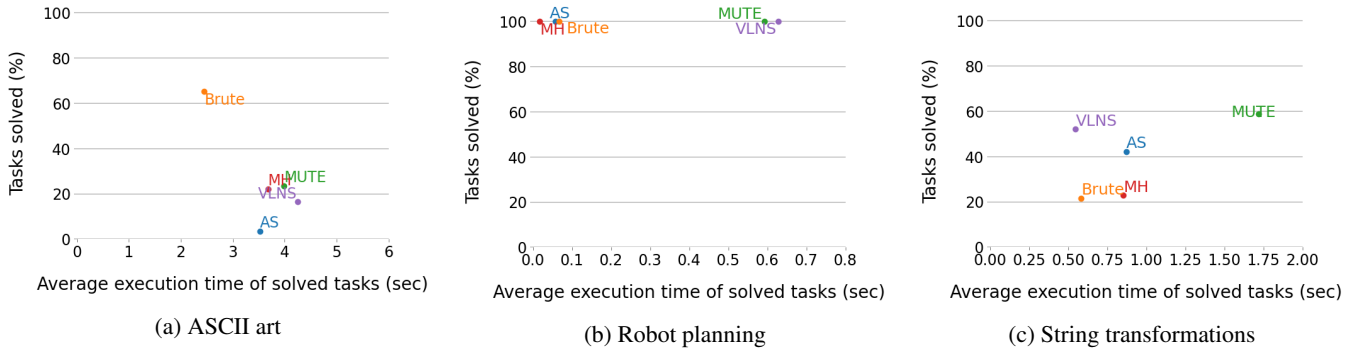 Tasks solved (%)
100
80
60
40
20
0
Brute
MH
MUTE
VLNS
AS
0 1 2 3 4 5 6
Average execution time of solved tasks (sec)
(a) ASCII art
Tasks solved (%)
100
80
60
40
20
0
AS
MH
Brute
MUTE
VLNS
0.0 0.1 0.2 0.3 0.4 0.5 0.6 0.7 0.8
Average execution time of solved tasks (sec)
(b) Robot planning
Tasks solved (%)
100
80
60
40
20
0
MUTE
VLNS
AS
Brute
MH
0.00 0.25 0.50 0.75 1.00 1.25 1.50 1.75 2.00
Average execution time of solved tasks (sec)
(c) String transformations